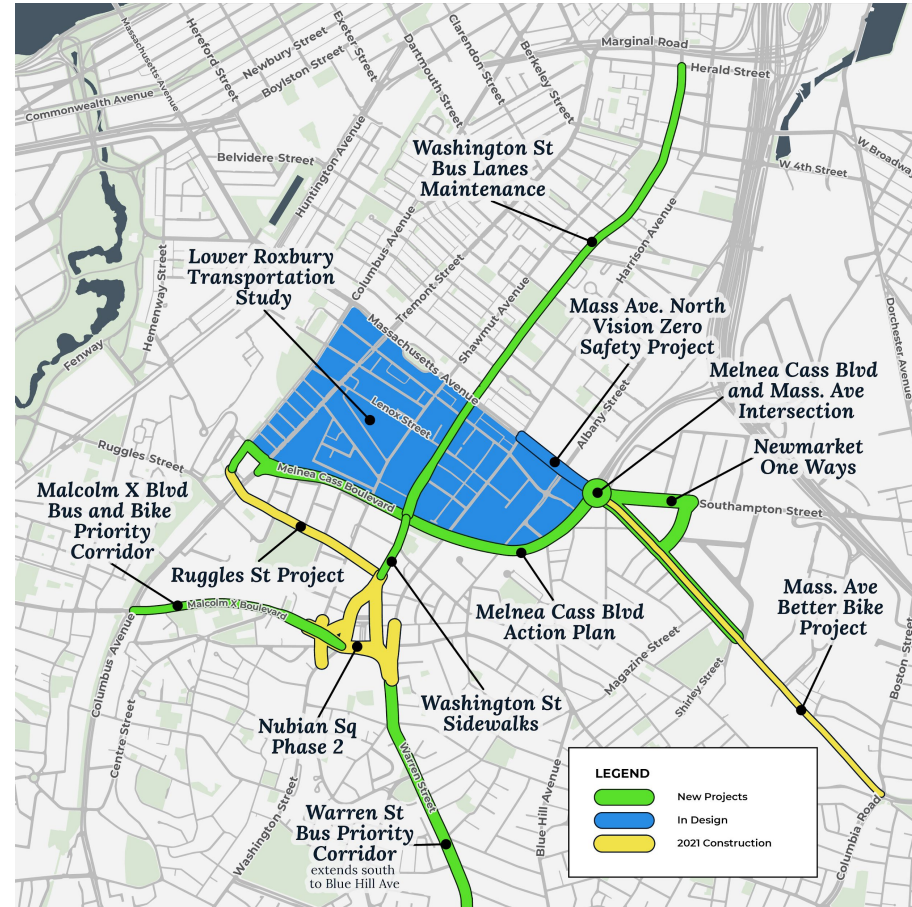 Marginal Road
Herald Street
Massachusetts Avenue
Hereford Street
Newbury Street
Exeter Street
Boylston Street
Dartmouth Street
Clarendon Street
Berkeley Street
Commonwealth Avenue
Belvidere Street
Huntington Avenue
W Broadway
W 4th Street
Washington St
Bus Lanes
Maintenance
Harrison Avenue
Columbus Avenue
Tremont Street
Shawmut Avenue
Hemenway Street
Fenway
Dorchester Avenue
Lower Roxbury
Transportation
Study
Mass Ave. North
Vision Zero
Safety Project
Massachusetts Avenue
Lenox Street
Albany Street
Melnea Cass Blvd
and Mass. Ave
Intersection
Newmarket
One Ways
Ruggles Street
Melnea Cass Boulevard
Southampton Street
Malcolm X Blvd
Bus and Bike
Priority
Corridor
Ruggles St Project
Malcolm X Boulevard
Melnea Cass Blvd
Action Plan
Mass. Ave
Better Bike
Project
Columbus Avenue
Centre Street
Magazine Street
Shirley Street
Boston Street
Washington St
Sidewalks
Nubian Sq
Phase 2
Warren Street
Washington Street
Blue Hill Avenue
Columbia Road
Warren St
Bus Priority
Corridor
extends south
to Blue Hill Ave
LEGEND
New Projects
In Design
2021 Construction